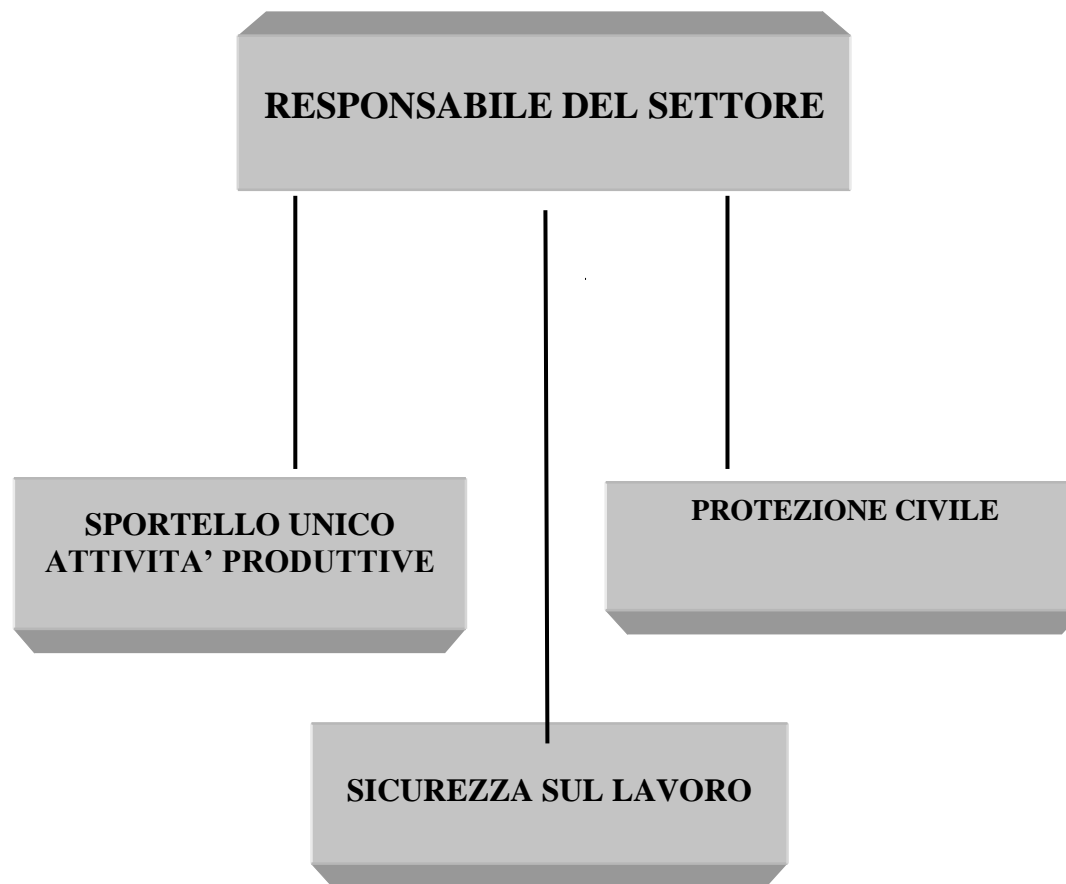 RESPONSABILE DEL SETTORE
SPORTELLO UNICO
ATTIVITA’ PRODUTTIVE
PROTEZIONE CIVILE
SICUREZZA SUL LAVORO